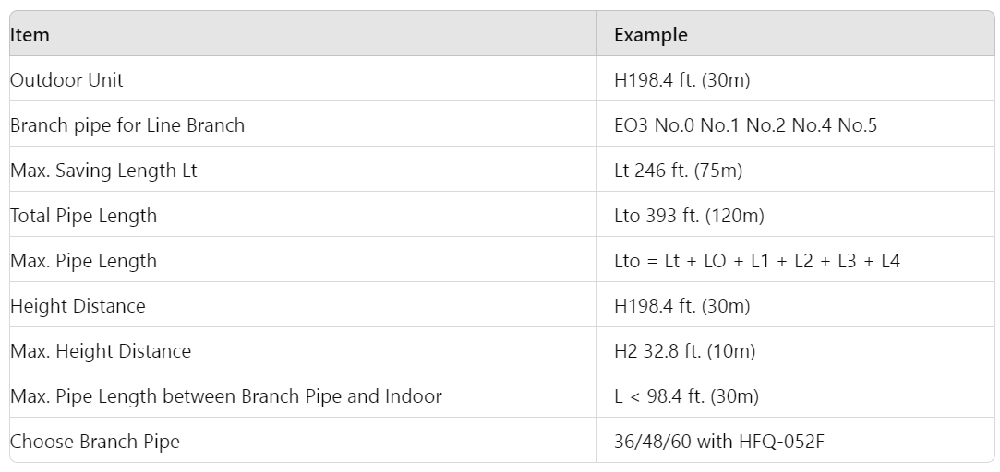 Item Example
Outdoor Unit H198.4 ft. (30m)
Branch pipe for Line Branch EO3 No.0 No.1 No.2 No.4 No.5
Max. Saving Length Lt Lt 246 ft. (75m)
Total Pipe Length Lto 393 ft. (120m)
Max. Pipe Length Lto = Lt + LO + L1 + L2 + L3 + L4
Height Distance H198.4 ft. (30m)
Max. Height Distance H2 32.8 ft. (10m)
Max. Pipe Length between Branch Pipe and Indoor L < 98.4 ft. (30m)
Choose Branch Pipe 36/48/60 with HFQ-052F